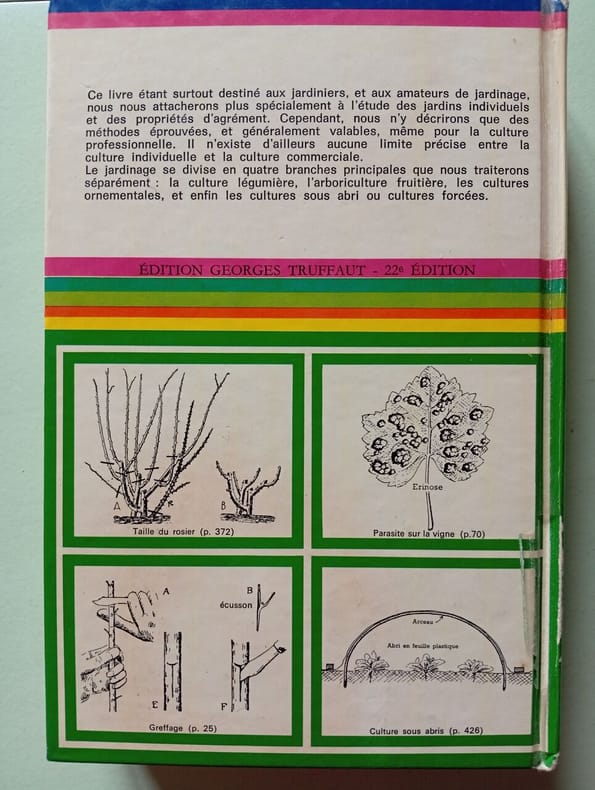 Ce livre étant surtout destiné aux jardiniers, et aux amateurs de jardinage,
nous nous attacherons plus spécialement à l'étude des jardins individuels
et des propriétés d'agrément. Cependant, nous n'y décrirons que des
méthodes éprouvées, et généralement valables, même pour la culture
professionnelle. Il n'existe d'ailleurs aucune limite précise entre la
culture individuelle et la culture commerciale.
Le jardinage se divise en quatre branches principales que nous traiterons
séparément : la culture légumière, l'arboriculture fruitière, les cultures
ornementales, et enfin les cultures sous abri ou cultures forcées.
ÉDITION GEORGES TRUFFAUT - 22e ÉDITION
A
B
Taille du rosier (p. 372)
Erinose
Parasite sur la vigne (p.70)
A
B
écusson
E
F
Greffage (p. 25)
Arceau
Abri en feuille plastique
Culture sous abris (p. 426)